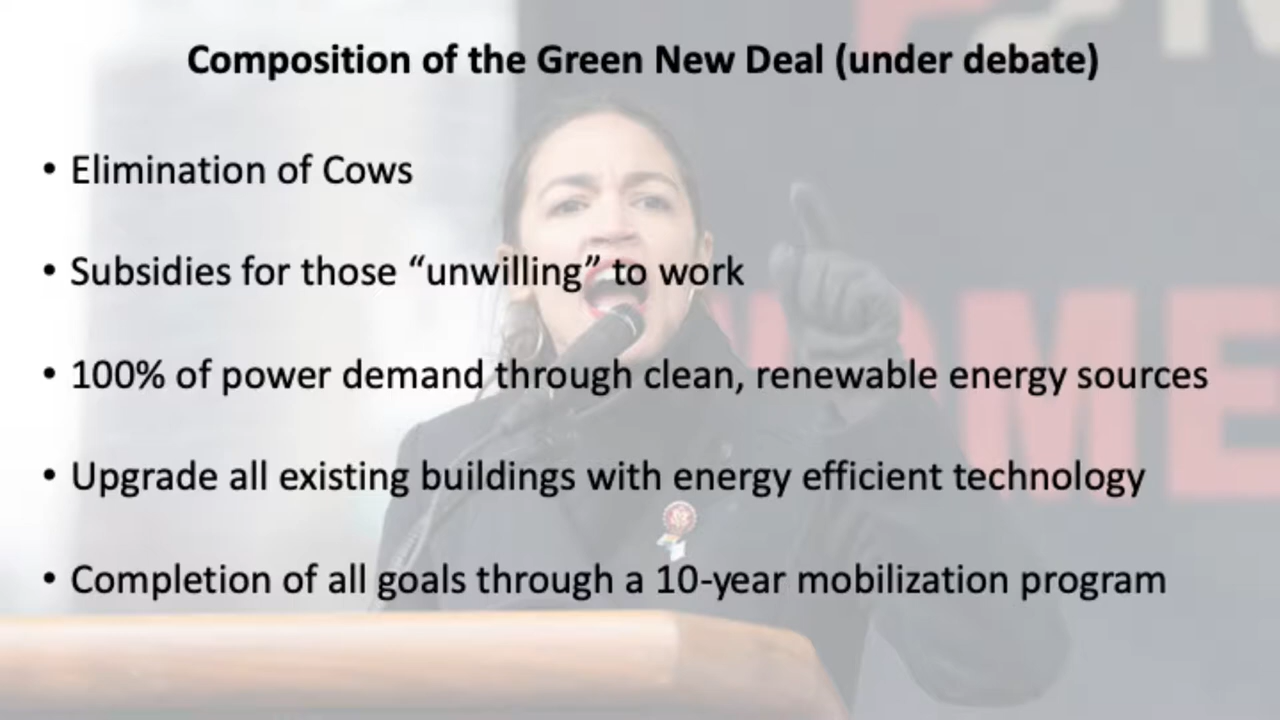 Composition of the Green New Deal (under debate)
• Elimination of Cows
• Subsidies for those “unwilling” to work
• 100% of power demand through clean, renewable energy sources
• Upgrade all existing buildings with energy efficient technology
• Completion of all goals through a 10-year mobilization program